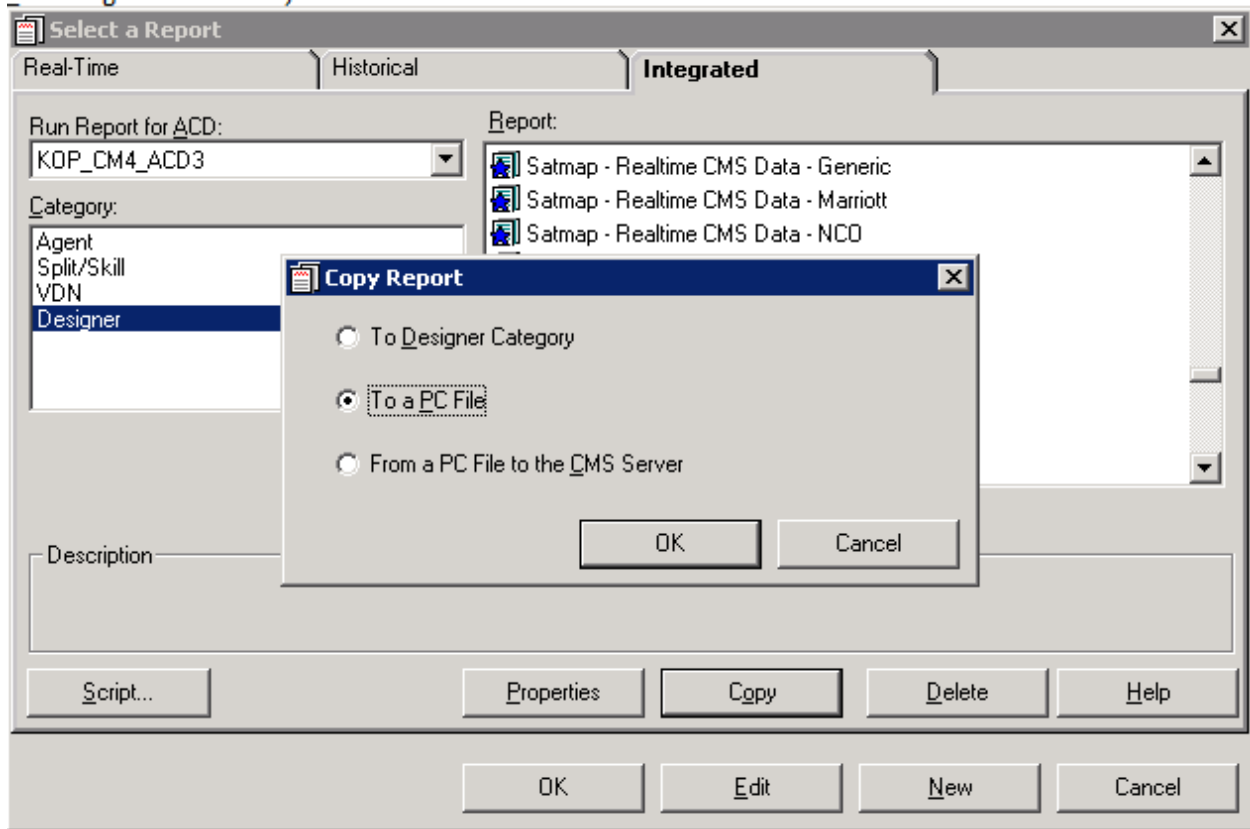 Select a Report
Real-Time
Historical
Integrated
Run Report for ACD:
KOP_CM4_ACD3
Category:
Agent
Split/Skill
VDN
Designer
Report:
Satmap - Realtime CMS Data - Generic
Satmap - Realtime CMS Data - Marriott
Satmap - Realtime CMS Data - NCO
Copy Report
To Designer Category
To a PC File
From a PC File to the CMS Server
OK Cancel
Description
Script... Properties Copy Delete Help
OK Edit New Cancel